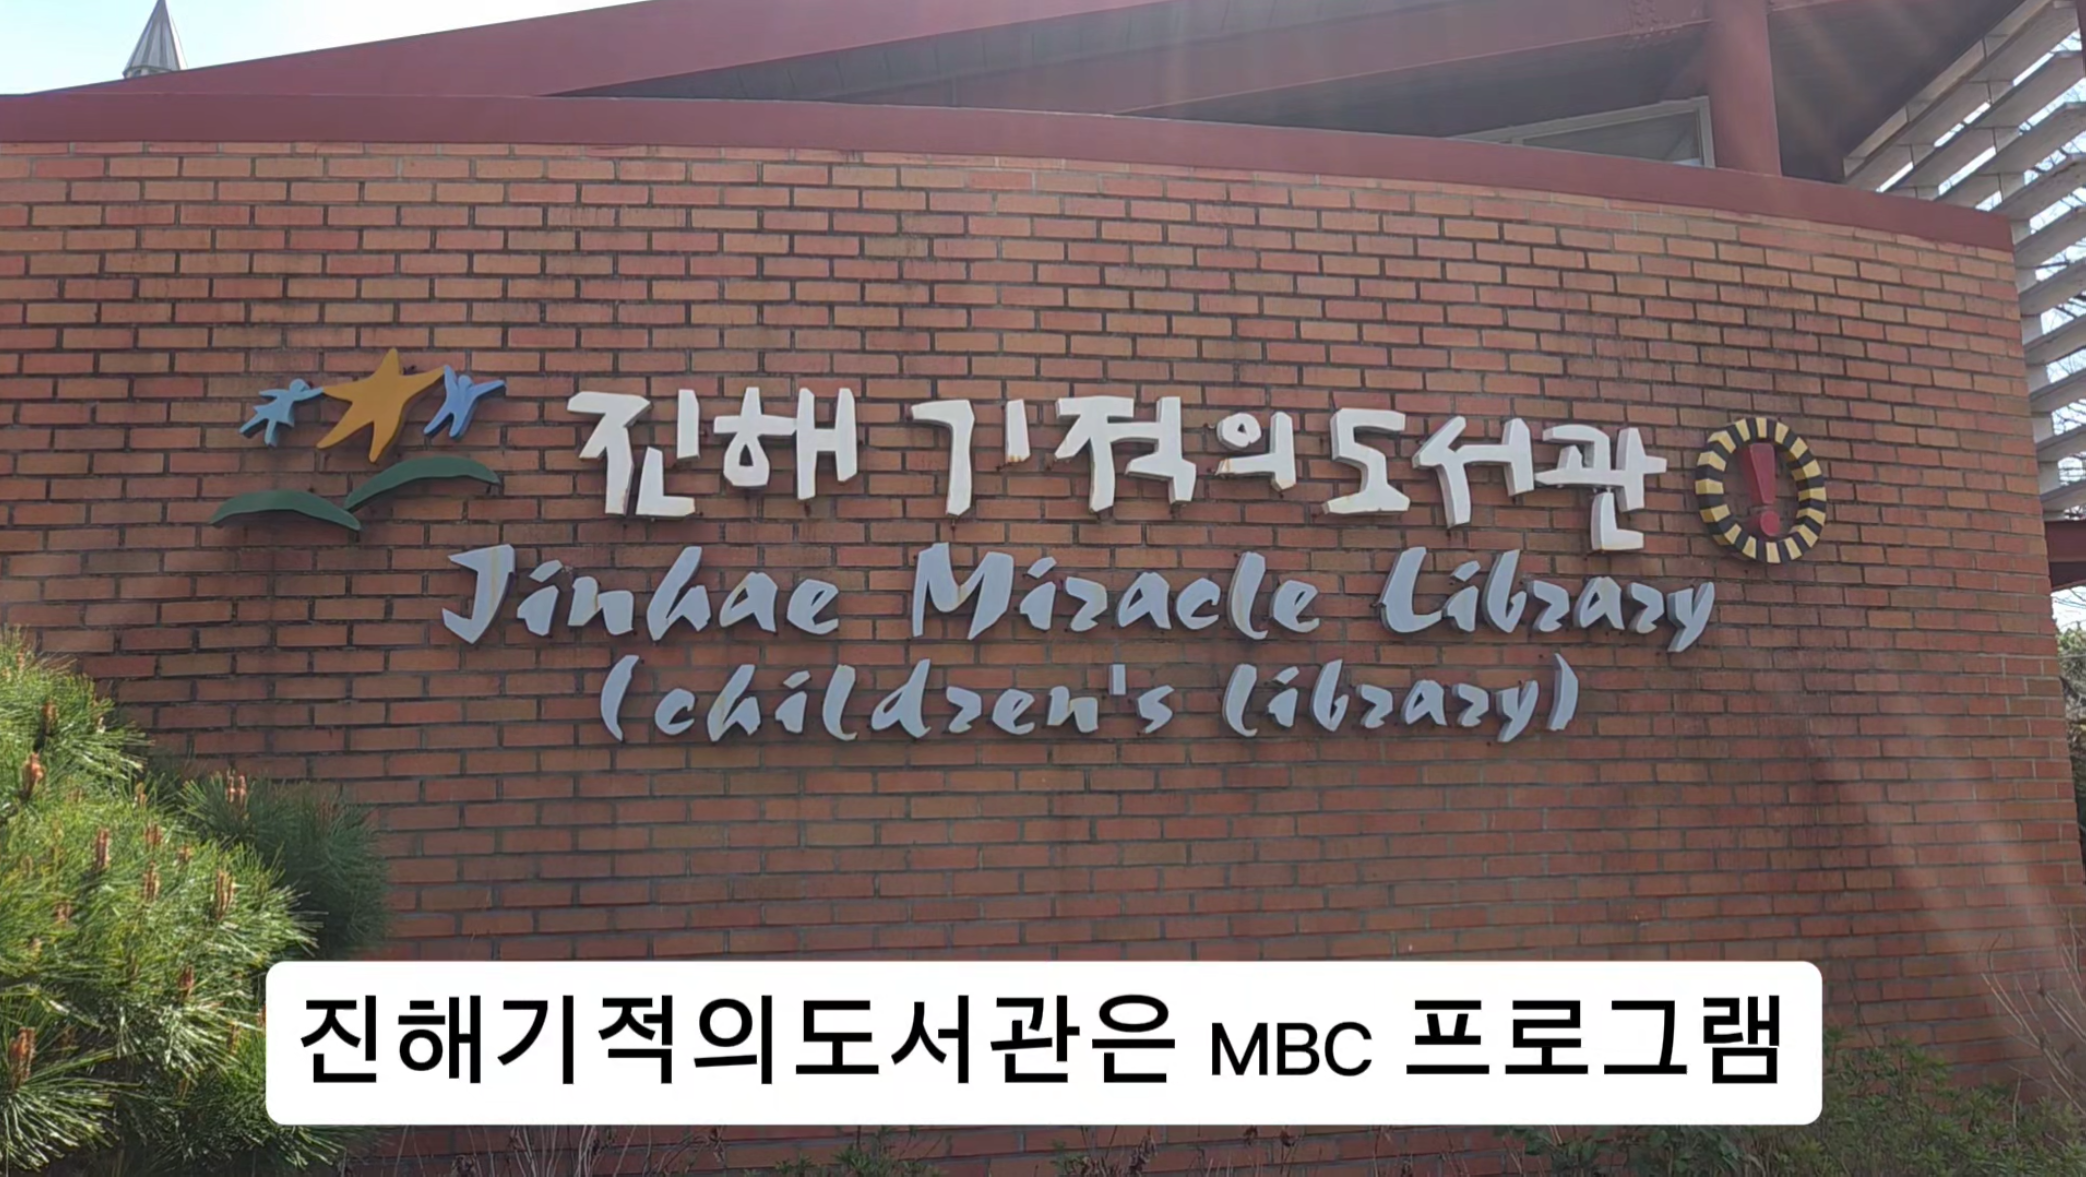 진해 기적의도서관
Jinhae Miracle Library
(children's library)
진해기적의도서관은 MBC 프로그램